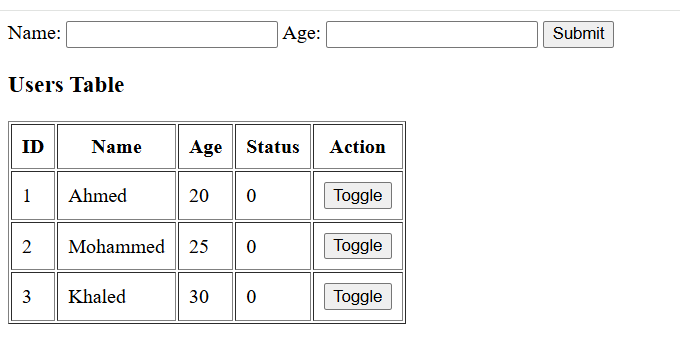 Name: Age: Submit
Users Table
ID Name Age Status Action
1 Ahmed 20 0 Toggle
2 Mohammed 25 0 Toggle
3 Khaled 30 0 Toggle